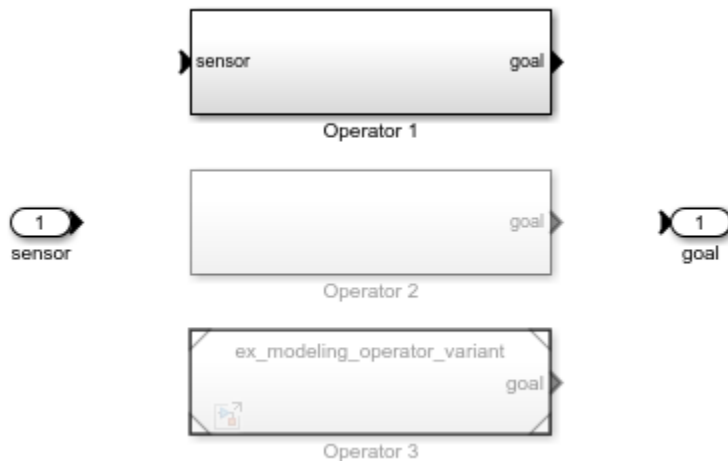 sensor goal
Operator 1
1
sensor
goal
Operator 2
1
goal
ex_modeling_operator_variant
goal
Operator 3